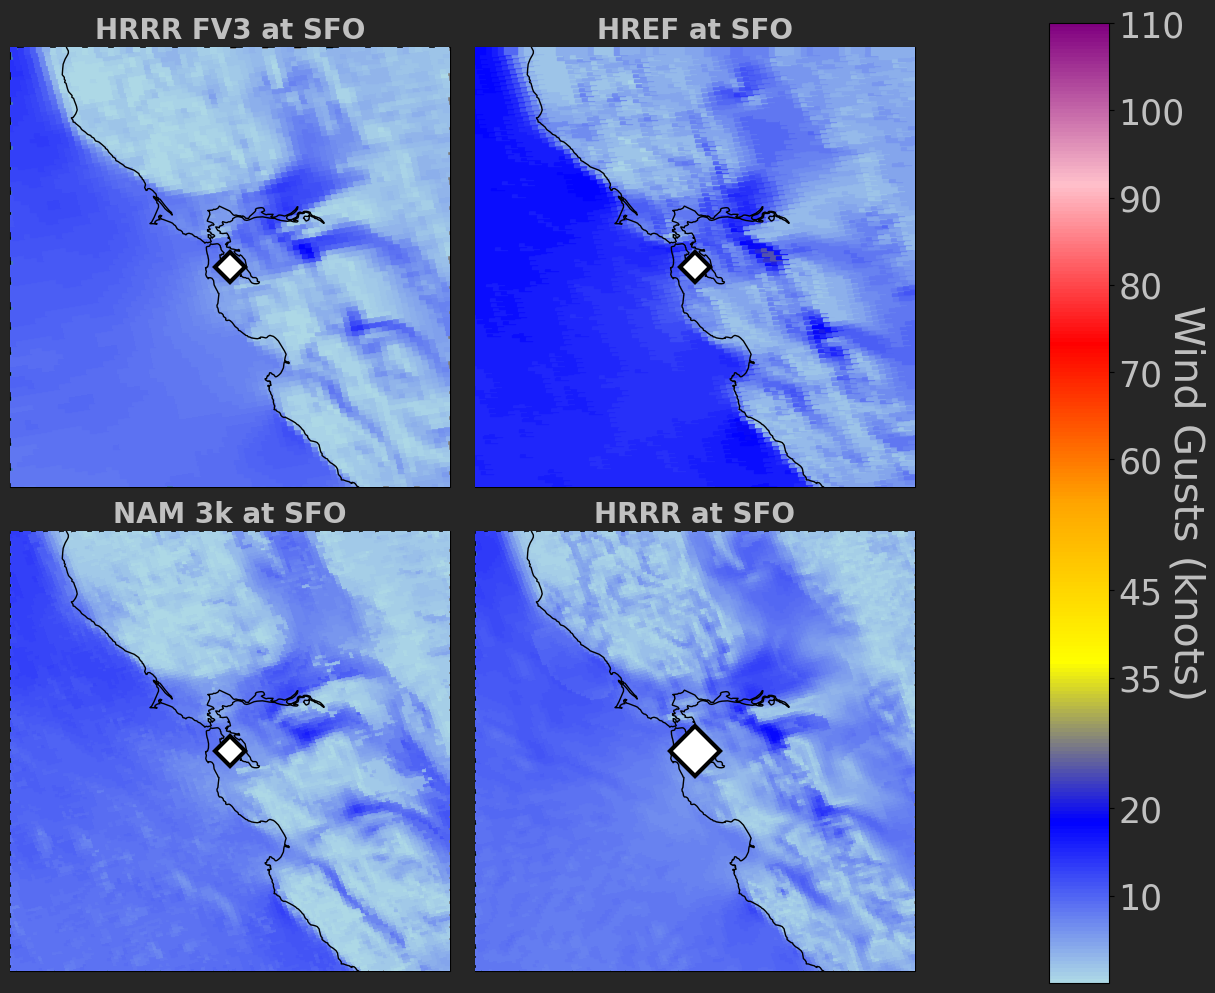 HRRR FV3 at SFO
HREF at SFO
NAM 3k at SFO
HRRR at SFO
110
100
90
80
70
60
45
35
20
10
Wind Gusts (knots)